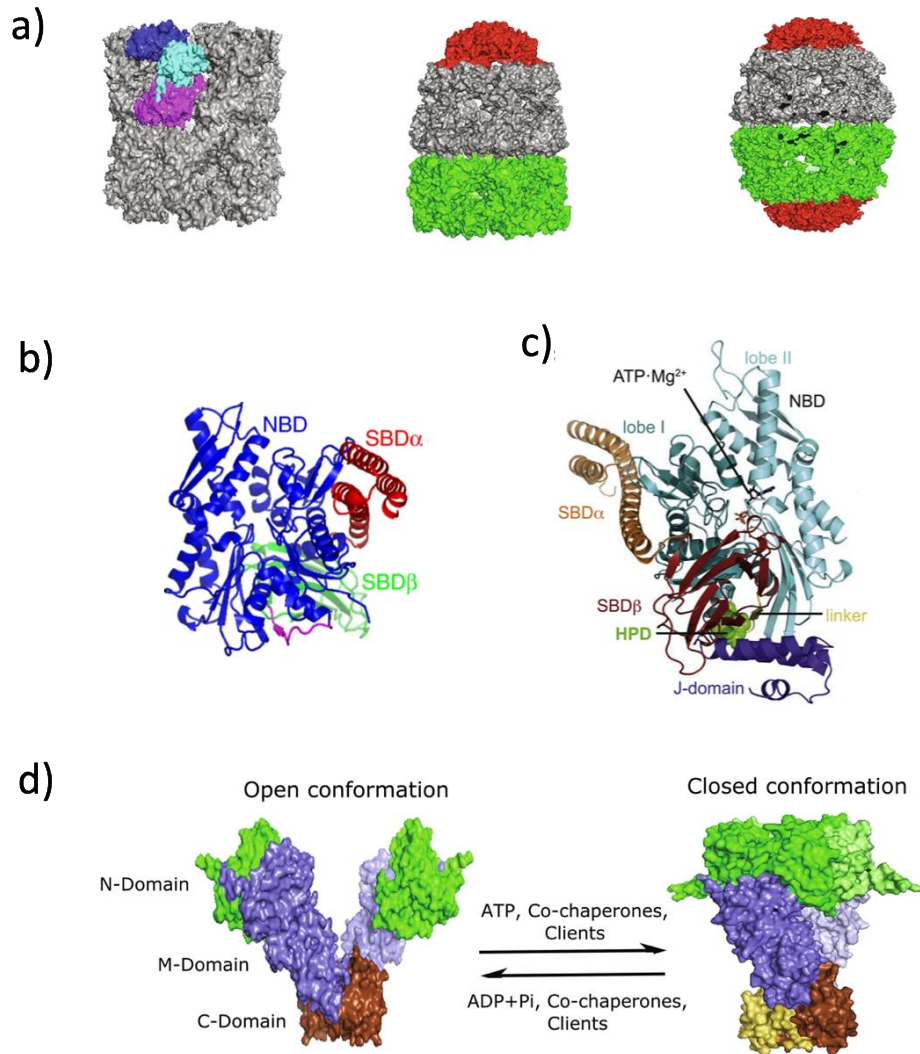 a)
b)
NBD
SBDα
SBDβ
c)
lobe II
ATP·Mg²⁺
NBD
lobe I
SBDα
SBDβ
linker
HPD
J-domain
d)
Open conformation
Closed conformation
N-Domain
ATP, Co-chaperones,
Clients
M-Domain
ADP+Pi, Co-chaperones,
Clients
C-Domain